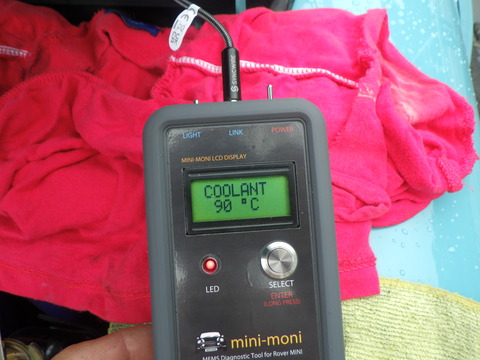 SIMMONDS
LIGHT LINK POWER
MINI-MONI LCD DISPLAY
COOLANT
90 °C
LED
SELECT
ENTER
(LONG PRESS)
mini-moni
MEMS Diagnostic Tool for Rover MINI